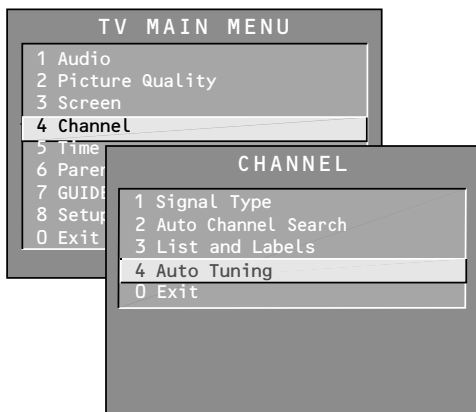 TV MAIN MENU
1 Audio
2 Picture Quality
3 Screen
4 Channel
5 Time
6
7 GUIDE
8 Setup
0 Exit
CHANNEL
1 Signal Type
2 Auto Channel Search
3 List and Labels
4 Auto Tuning
0 Exit